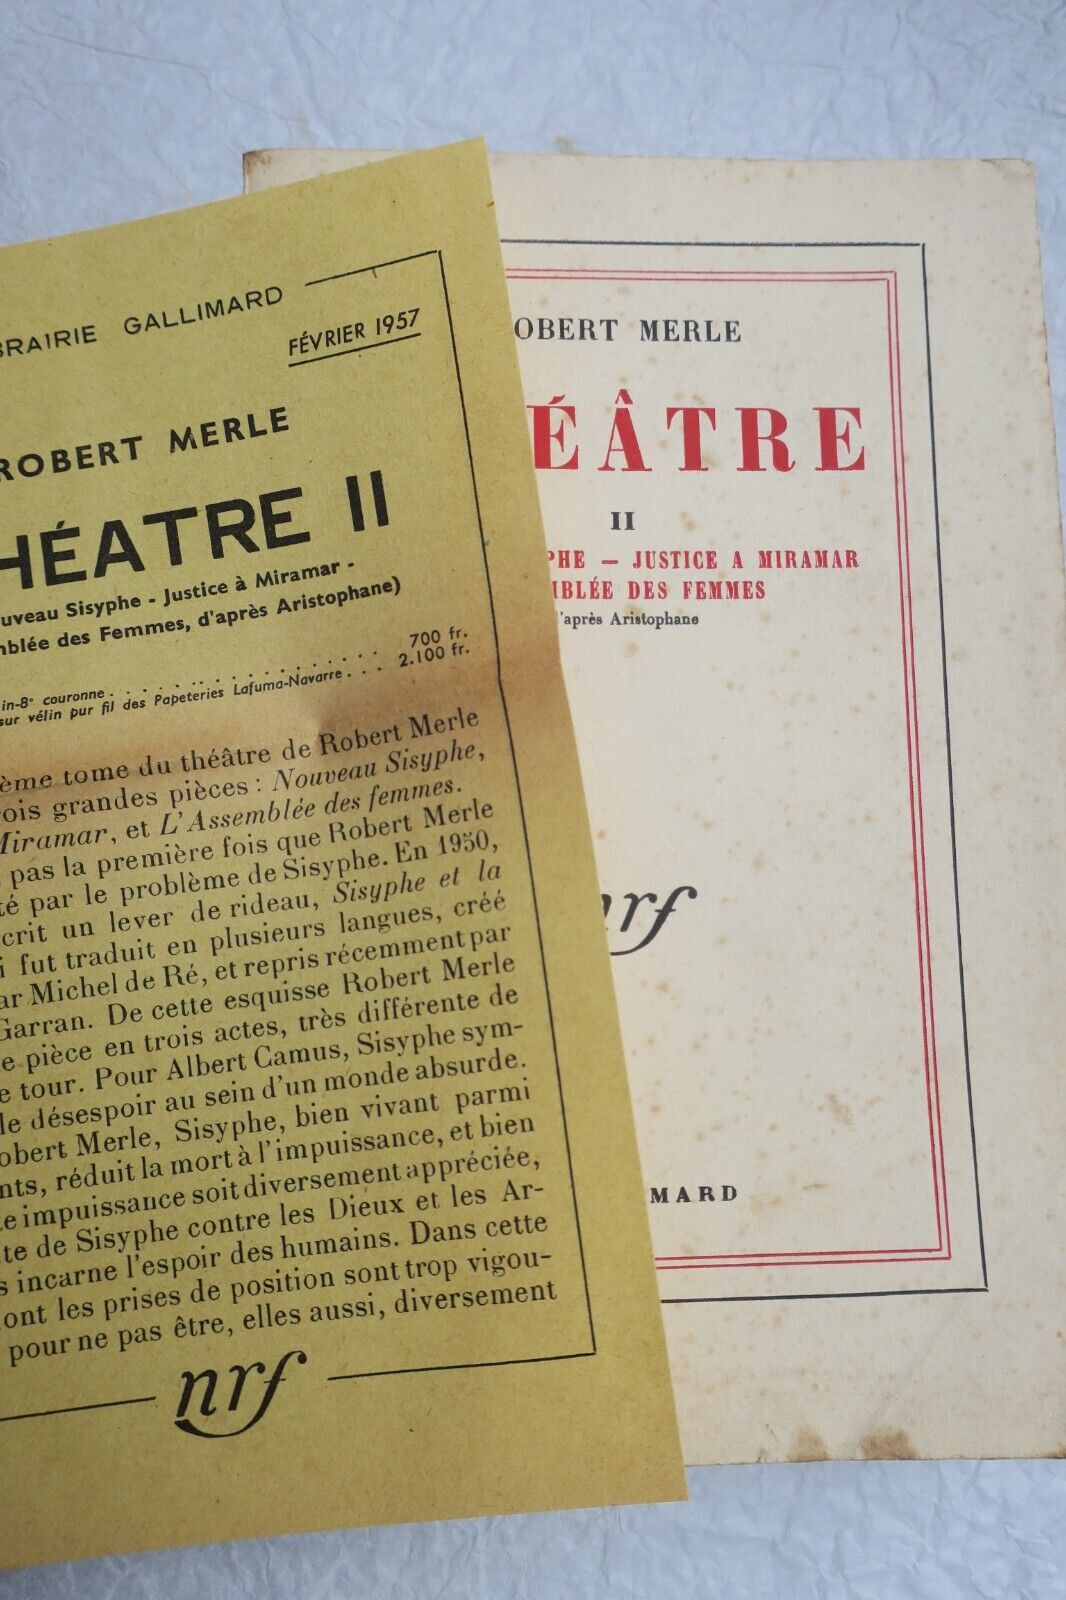 BRAIRIE GALLIMARD
FÉVRIER 1957
ROBERT MERLE
HÉATRE II
uveau Sisyphe - Justice à Miramar -
mblée des Femmes, d'après Aristophane)
in-8° couronne . . . . . . . . . . . . . . . . . 700 fr.
sur vélin pur fil des Papeteries Lafuma-Navarre . . . 2.100 fr.
ème tome du théâtre de Robert Merle
rois grandes pièces : Nouveau Sisyphe,
Miramar, et L'Assemblée des femmes.
pas la première fois que Robert Merle
té par le problème de Sisyphe. En 1950,
crit un lever de rideau, Sisyphe et la
i fut traduit en plusieurs langues, créé
ar Michel de Ré, et repris récemment par
Garran. De cette esquisse Robert Merle
e pièce en trois actes, très différente de
e tour. Pour Albert Camus, Sisyphe sym-
le désespoir au sein d'un monde absurde.
obert Merle, Sisyphe, bien vivant parmi
nts, réduit la mort à l'impuissance, et bien
te impuissance soit diversement appréciée,
te de Sisyphe contre les Dieux et les Ar-
s incarne l'espoir des humains. Dans cette
ont les prises de position sont trop vigou-
pour ne pas être, elles aussi, diversement
nrf
OBERT MERLE
ÉÂTRE
II
PHE — JUSTICE A MIRAMAR
MBLÉE DES FEMMES
d'après Aristophane
nrf
MARD